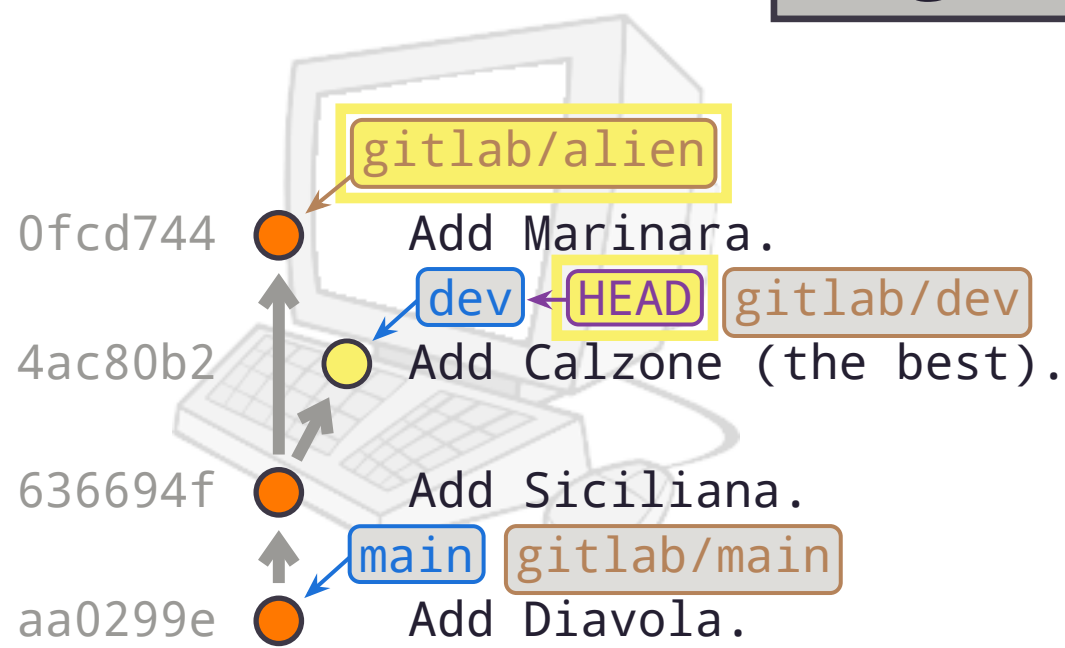 gitlab/alien
0fcd744 Add Marinara.
dev HEAD gitlab/dev
4ac80b2 Add Calzone (the best).
636694f Add Siciliana.
main gitlab/main
aa0299e Add Diavola.